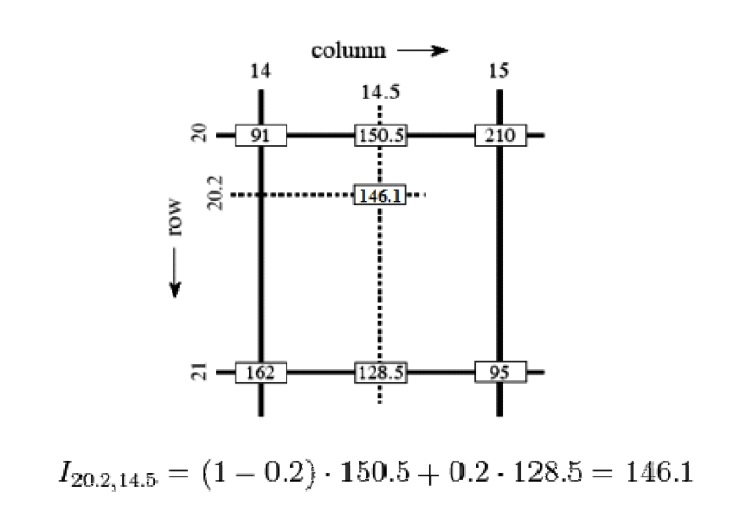 column
14 15
14.5
20 91 150.5 210
20.2 146.1
row
21 162 128.5 95
I20.2,14.5 = (1 − 0.2) · 150.5 + 0.2 · 128.5 = 146.1